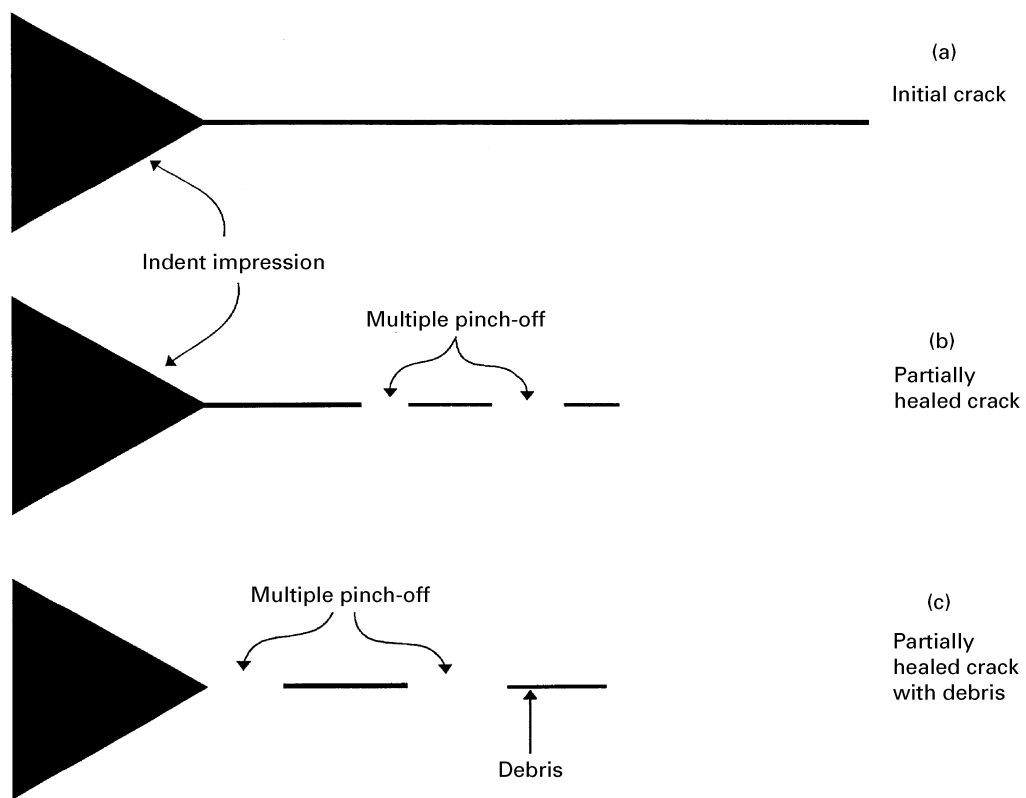 (a)
Initial crack
Indent impression
Multiple pinch-off
(b)
Partially
healed crack
Multiple pinch-off
(c)
Partially
healed crack
with debris
Debris